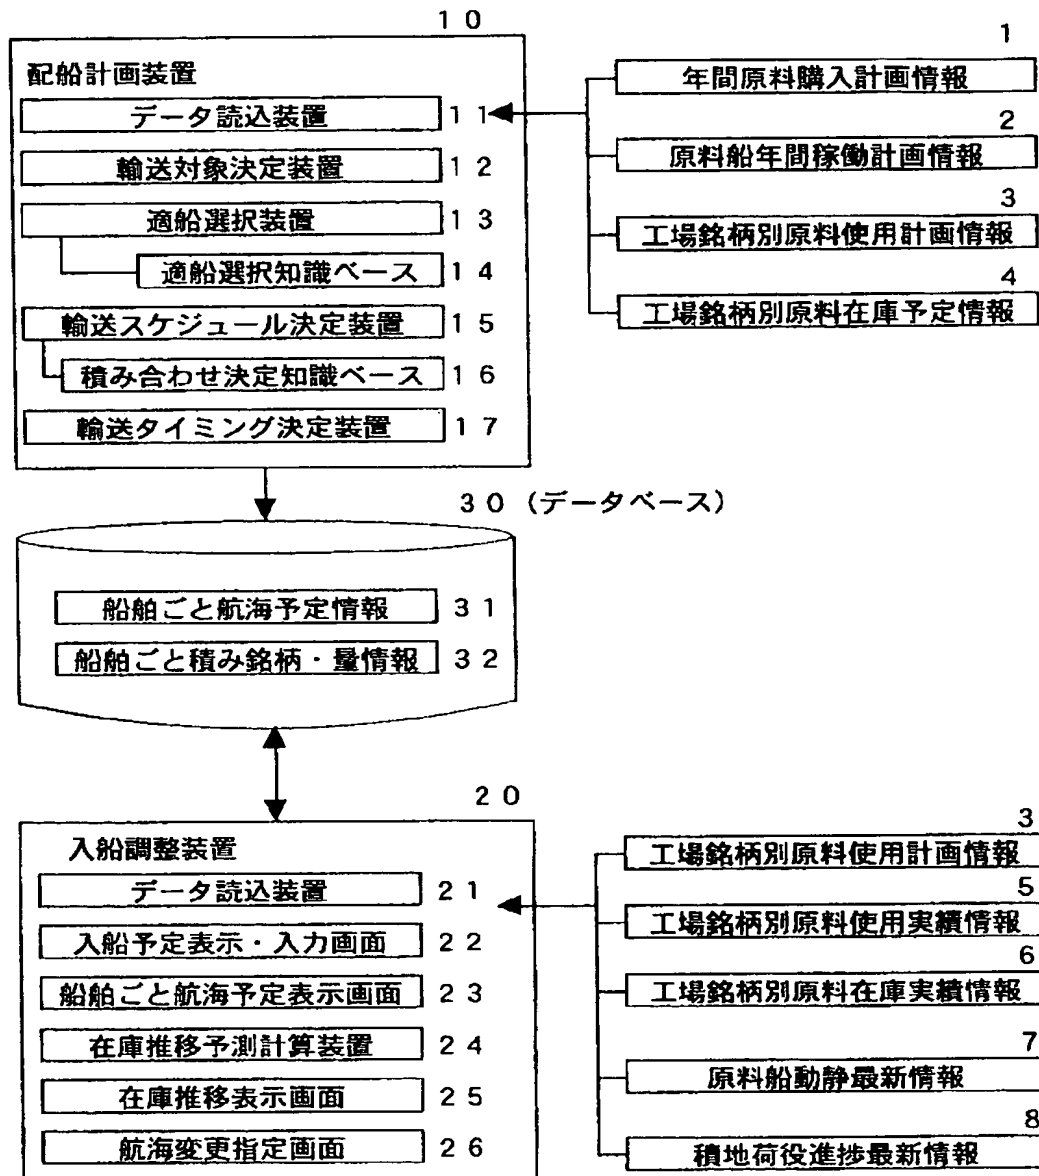 １０
配船計画装置
データ読込装置 １１
輸送対象決定装置 １２
適船選択装置 １３
適船選択知識ベース １４
輸送スケジュール決定装置 １５
積み合わせ決定知識ベース １６
輸送タイミング決定装置 １７
1
年間原料購入計画情報
2
原料船年間稼働計画情報
3
工場銘柄別原料使用計画情報
4
工場銘柄別原料在庫予定情報
３０（データベース）
船舶ごと航海予定情報 ３１
船舶ごと積み銘柄・量情報 ３２
２０
入船調整装置
データ読込装置 ２１
入船予定表示・入力画面 ２２
船舶ごと航海予定表示画面 ２３
在庫推移予測計算装置 ２４
在庫推移表示画面 ２５
航海変更指定画面 ２６
3
工場銘柄別原料使用計画情報
5
工場銘柄別原料使用実績情報
6
工場銘柄別原料在庫実績情報
7
原料船動静最新情報
8
積地荷役進捗最新情報